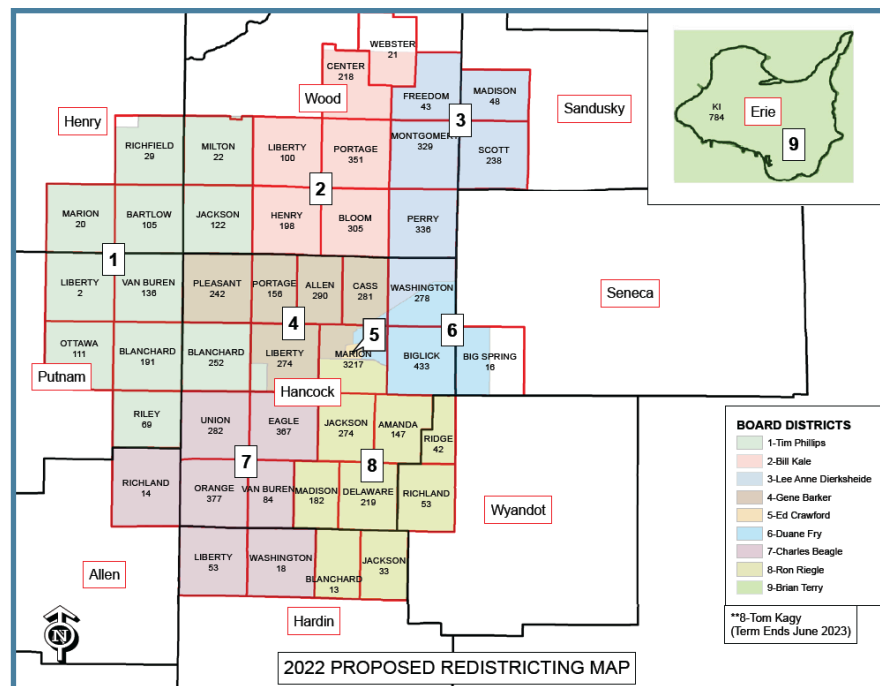 WEBSTER
21
CENTER
218
Wood
FREEDOM
43
MADISON
48
Sandusky
KI
784
Erie
9
Henry
3
RICHFIELD
29
MILTON
22
LIBERTY
100
PORTAGE
351
MONTGOMERY
329
SCOTT
238
2
MARION
20
BARTLOW
105
JACKSON
122
HENRY
198
BLOOM
305
PERRY
336
1
LIBERTY
2
VAN BUREN
136
PLEASANT
242
PORTAGE
156
ALLEN
290
CASS
281
WASHINGTON
278
Seneca
4
5
6
OTTAWA
111
BLANCHARD
191
BLANCHARD
252
LIBERTY
274
MARION
3217
BIGLICK
433
BIG SPRING
16
Putnam
Hancock
RILEY
69
UNION
282
EAGLE
367
JACKSON
274
AMANDA
147
RIDGE
42
7
8
RICHLAND
14
ORANGE
377
VAN BUREN
84
MADISON
182
DELAWARE
219
RICHLAND
53
Wyandot
Allen
LIBERTY
53
WASHINGTON
18
BLANCHARD
13
JACKSON
33
Hardin
BOARD DISTRICTS
1-Tim Phillips
2-Bill Kale
3-Lee Anne Dierksheide
4-Gene Barker
5-Ed Crawford
6-Duane Fry
7-Charles Beagle
8-Ron Riegle
9-Brian Terry
**8-Tom Kagy
(Term Ends June 2023)
N
2022 PROPOSED REDISTRICTING MAP